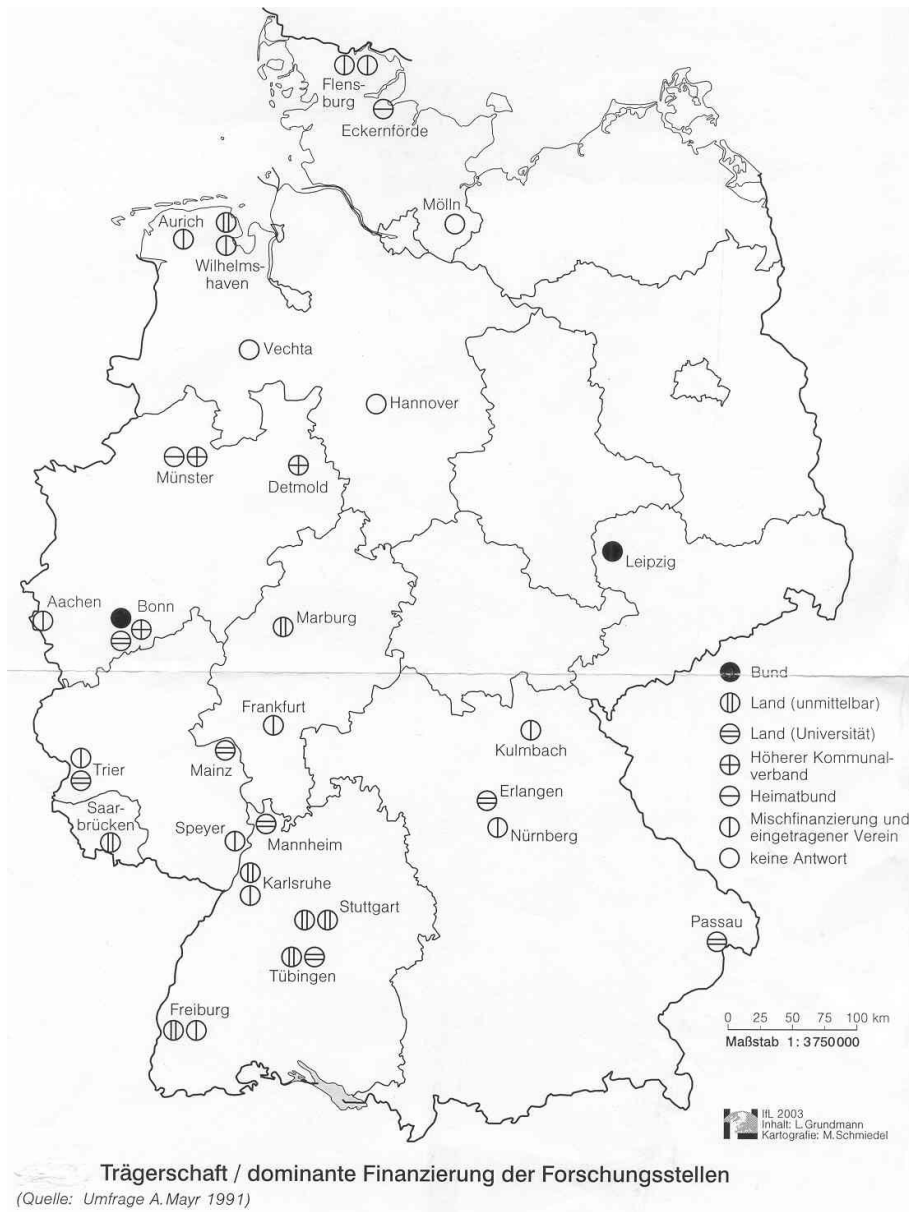 Flens-
burg
Eckernförde
Mölln
Aurich
Wilhelms-
haven
Vechta
Hannover
Münster
Detmold
Leipzig
Aachen
Bonn
Marburg
Frankfurt
Kulmbach
Trier
Mainz
Erlangen
Saar-
brücken
Speyer
Mannheim
Nürnberg
Karlsruhe
Stuttgart
Passau
Tübingen
Freiburg
Bund
Land (unmittelbar)
Land (Universität)
Höherer Kommunal-
verband
Heimatbund
Mischfinanzierung und
eingetragener Verein
keine Antwort
0 25 50 75 100 km
Maßstab 1 : 3750000
IfL 2003
Inhalt: L. Grundmann
Kartografie: M. Schmiedel
Trägerschaft / dominante Finanzierung der Forschungsstellen
(Quelle: Umfrage A. Mayr 1991)